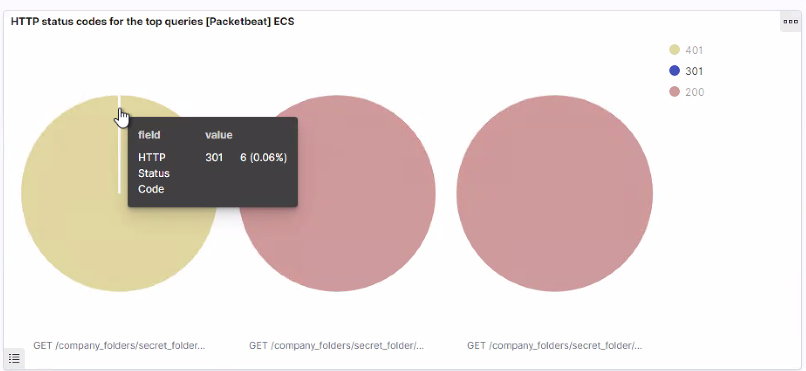 HTTP status codes for the top queries [Packetbeat] ECS
401
301
200
field value
HTTP 301 6 (0.06%)
Status
Code
GET /company_folders/secret_folder... GET /company_folders/secret_folder/... GET /company_folders/secret_folder/...